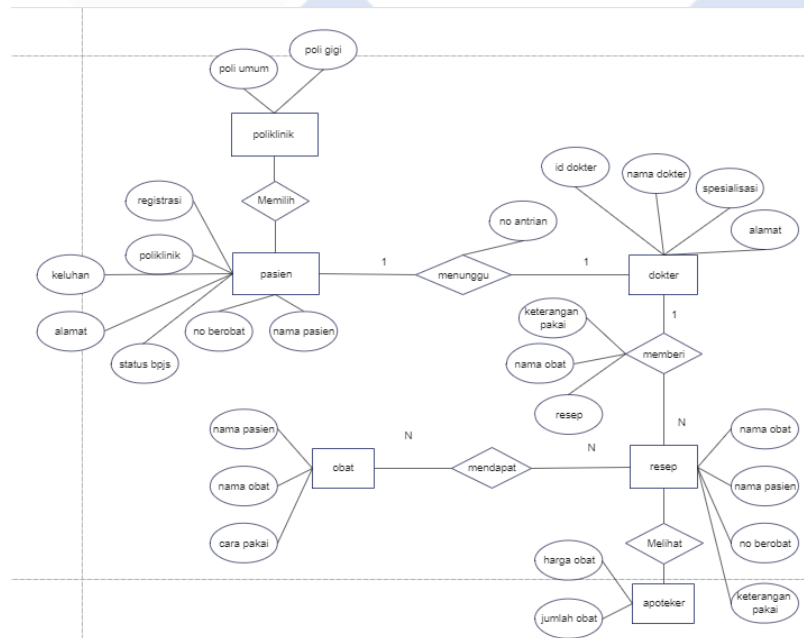 poli gigi
poli umum
poliklinik
id dokter
nama dokter
spesialisasi
registrasi
Memilih
no antrian
alamat
poliklinik
keluhan
pasien
1
menunggu
1
dokter
keterangan
pakai
1
alamat
no berobat
nama pasien
memberi
status bpjs
nama obat
resep
N
nama obat
nama pasien
N
N
obat
mendapat
resep
nama obat
nama pasien
cara pakai
Melihat
no berobat
harga obat
apoteker
keterangan
pakai
jumlah obat